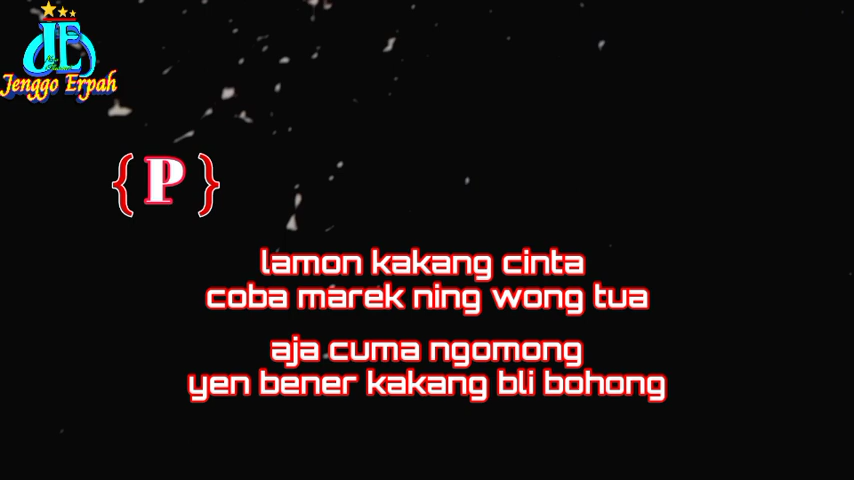 Jenggo Erpah
{ P }
lamon kakang cinta
coba marek ning wong tua
aja cuma ngomong
yen bener kakang bli bohong